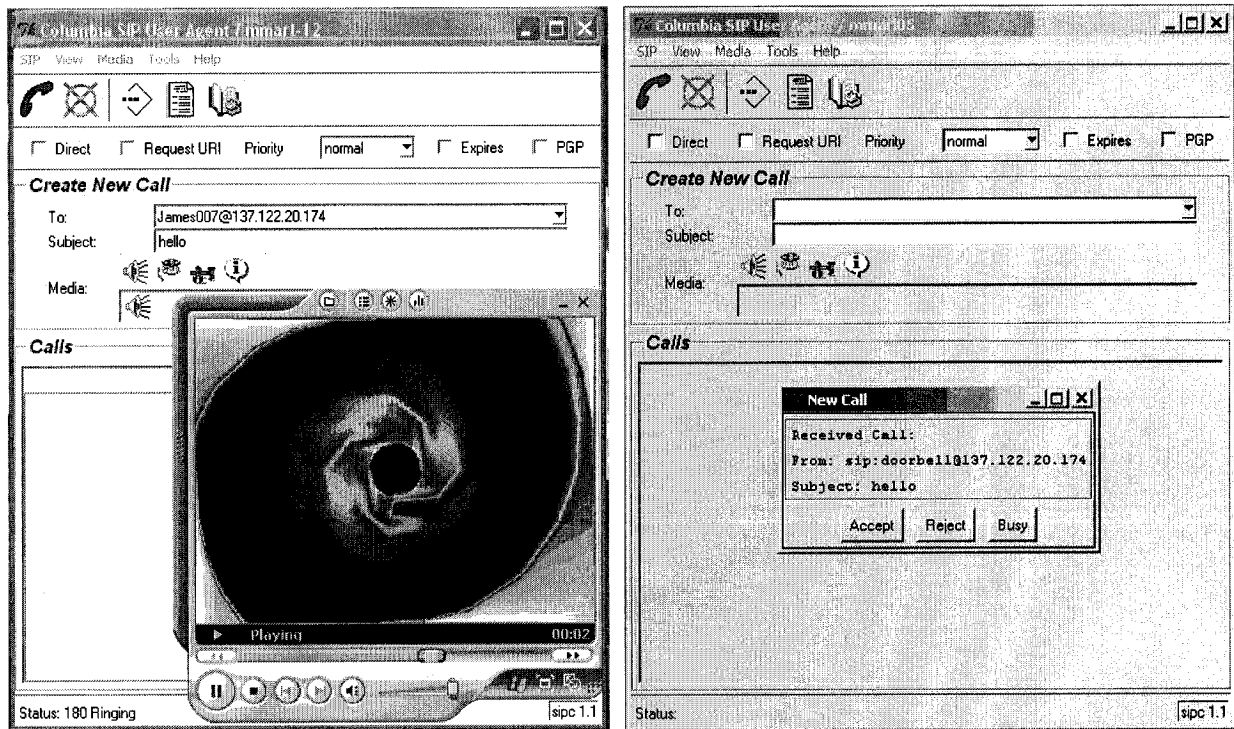 Columbia SIP User Agent
SIP View Media Tools Help
Direct Request URI Priority normal Expires PGP
Create New Call
To: James007@137.122.20.174
Subject: hello
Media:
Calls
Playing 00:02
Status: 180 Ringing
sipc 1.1
Columbia SIP Use
SIP View Media Tools Help
Direct Request URI Priority normal Expires PGP
Create New Call
To:
Subject:
Media:
Calls
New Call
Received Call:
From: sip:doorbell@137.122.20.174
Subject: hello
Accept Reject Busy
Status:
sipc 1.1